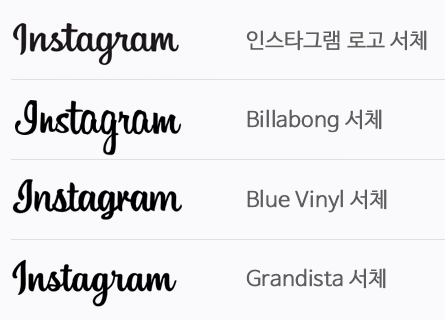 Instagram 인스타그램 로고 서체
Instagram Billabong 서체
Instagram Blue Vinyl 서체
Instagram Grandista 서체